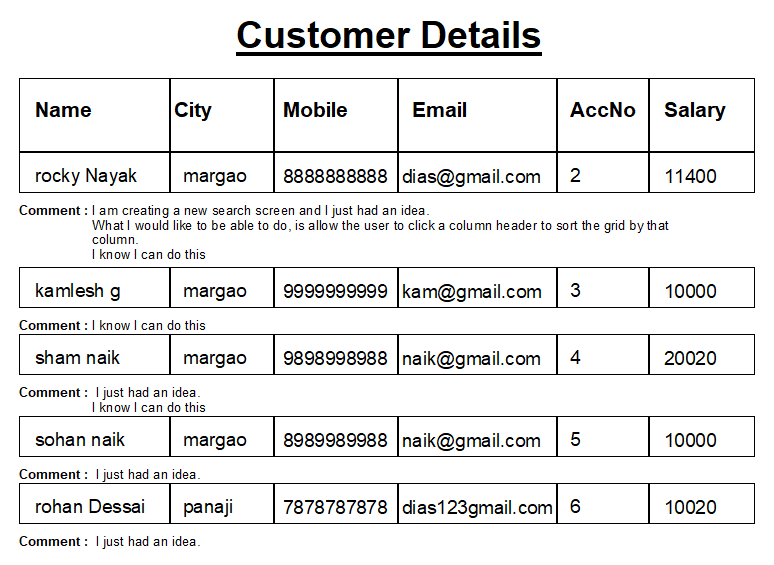 Customer Details
Name City Mobile Email AccNo Salary
rocky Nayak margao 8888888888 dias@gmail.com 2 11400
Comment : I am creating a new search screen and I just had an idea.
What I would like to be able to do, is allow the user to click a column header to sort the grid by that
column.
I know I can do this
kamlesh g margao 9999999999 kam@gmail.com 3 10000
Comment : I know I can do this
sham naik margao 9898998988 naik@gmail.com 4 20020
Comment : I just had an idea.
I know I can do this
sohan naik margao 8989989988 naik@gmail.com 5 10000
Comment : I just had an idea.
rohan Dessai panaji 7878787878 dias123gmail.com 6 10020
Comment : I just had an idea.